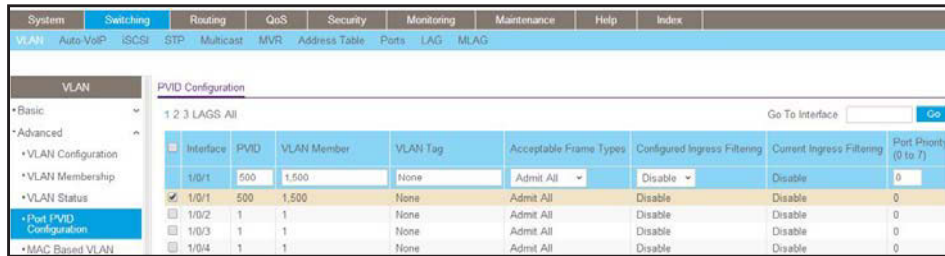 System Switching Routing QoS Security Monitoring Maintenance Help Index
VLAN Auto-VoIP iSCSI STP Multicast MVR Address Table Ports LAG MLAG
VLAN PVID Configuration
Basic 1 2 3 LAGS All Go To Interface Go
Advanced
VLAN Configuration Interface PVID VLAN Member VLAN Tag Acceptable Frame Types Configured Ingress Filtering Current Ingress Filtering Port Priority (0 to 7)
VLAN Membership 1/0/1 500 1,500 None Admit All Disable Disable 0
VLAN Status 1/0/1 500 1,500 None Admit All Disable Disable 0
Port PVID Configuration 1/0/2 1 1 None Admit All Disable Disable 0
1/0/3 1 1 None Admit All Disable Disable 0
MAC Based VLAN 1/0/4 1 1 None Admit All Disable Disable 0